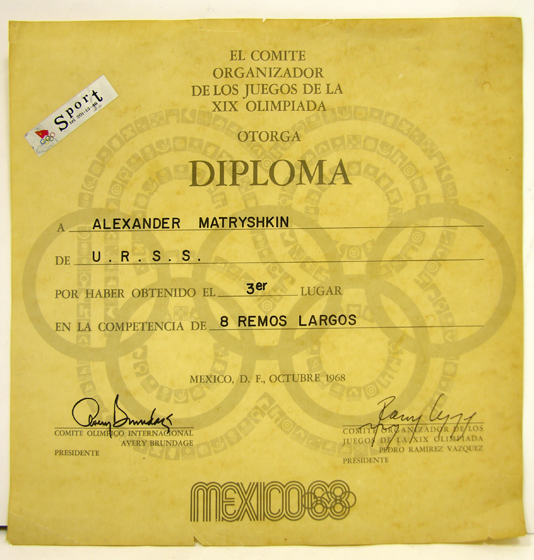 EL COMITE
ORGANIZADOR
DE LOS JUEGOS DE LA
XIX OLIMPIADA
Sport
OTORGA
DIPLOMA
A ALEXANDER MATRYSHKIN
DE U.R.S.S.
POR HABER OBTENIDO EL 3er LUGAR
EN LA COMPETENCIA DE 8 REMOS LARGOS
MEXICO, D. F., OCTUBRE 1968
COMITE OLIMPICO INTERNACIONAL
AVERY BRUNDAGE
PRESIDENTE
COMITE ORGANIZADOR DE LOS
JUEGOS DE LA XIX OLIMPIADA
PEDRO RAMIREZ VAZQUEZ
PRESIDENTE
MEXICO68